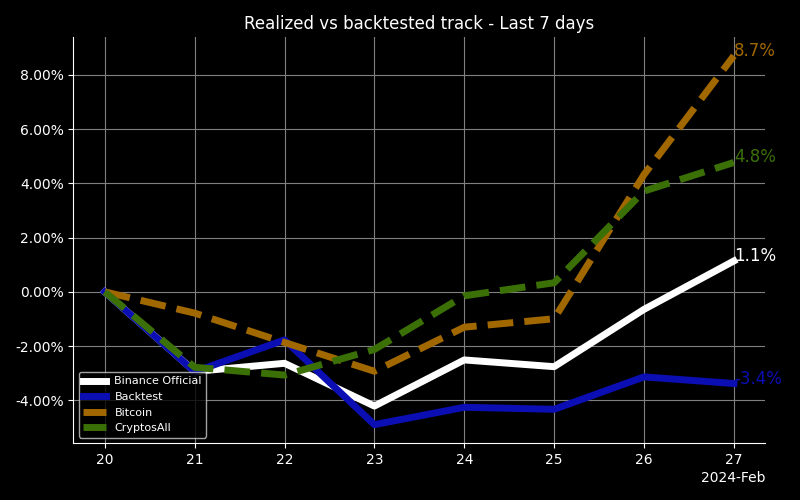 Realized vs backtested track - Last 7 days
8.7%
8.00%
6.00%
4.8%
4.00%
2.00%
1.1%
0.00%
-2.00%
-3.4%
-4.00%
Binance Official
Backtest
Bitcoin
CryptosAll
20 21 22 23 24 25 26 27
2024-Feb